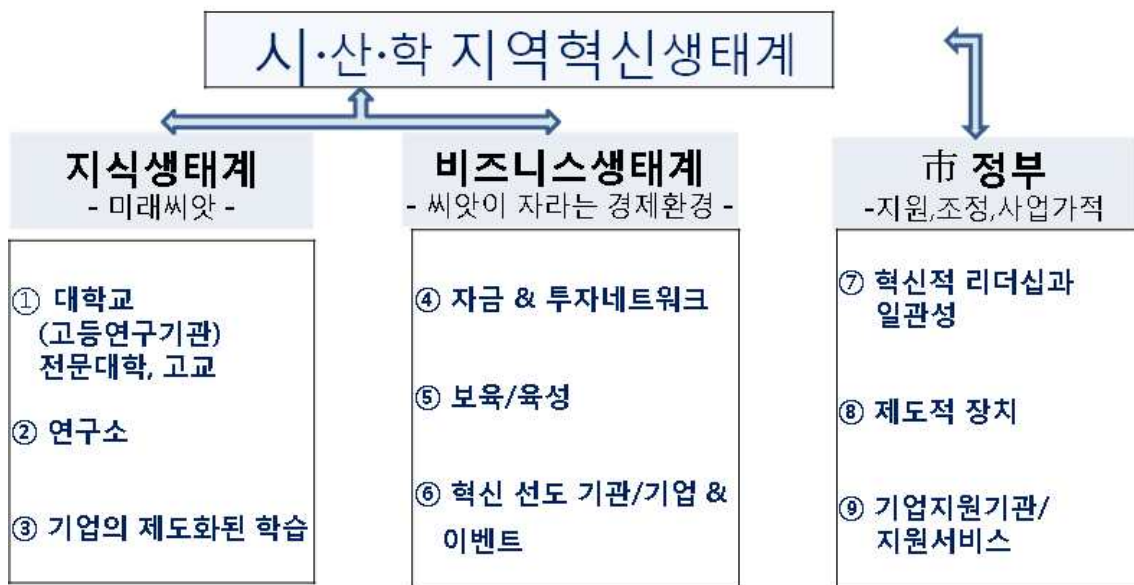 시·산·학 지역혁신생태계
지식생태계
- 미래씨앗 -
① 대학교
(고등연구기관)
전문대학, 고교
② 연구소
③ 기업의 제도화된 학습
비즈니스생태계
- 씨앗이 자라는 경제환경 -
④ 자금 & 투자네트워크
⑤ 보육/육성
⑥ 혁신 선도 기관/기업 &
이벤트
市 정부
-지원,조정,사업가적
⑦ 혁신적 리더십과
일관성
⑧ 제도적 장치
⑨ 기업지원기관/
지원서비스